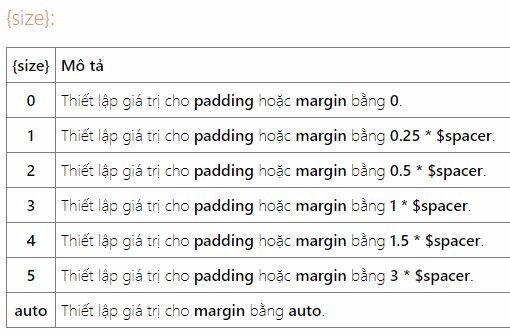 {size}:
{size} Mô tả
0 Thiết lập giá trị cho padding hoặc margin bằng 0.
1 Thiết lập giá trị cho padding hoặc margin bằng 0.25 * $spacer.
2 Thiết lập giá trị cho padding hoặc margin bằng 0.5 * $spacer.
3 Thiết lập giá trị cho padding hoặc margin bằng 1 * $spacer.
4 Thiết lập giá trị cho padding hoặc margin bằng 1.5 * $spacer.
5 Thiết lập giá trị cho padding hoặc margin bằng 3 * $spacer.
auto Thiết lập giá trị cho margin bằng auto.